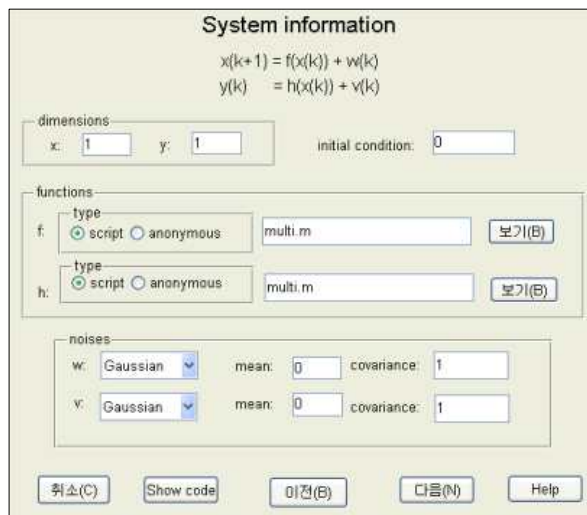 System information
x(k+1) = f(x(k)) + w(k)
y(k) = h(x(k)) + v(k)
dimensions
x: 1 y: 1 initial condition: 0
functions
type
f: script anonymous multi.m 보기(B)
type
h: script anonymous multi.m 보기(B)
noises
w: Gaussian mean: 0 covariance: 1
v: Gaussian mean: 0 covariance: 1
취소(C) Show code 이전(B) 다음(N) Help